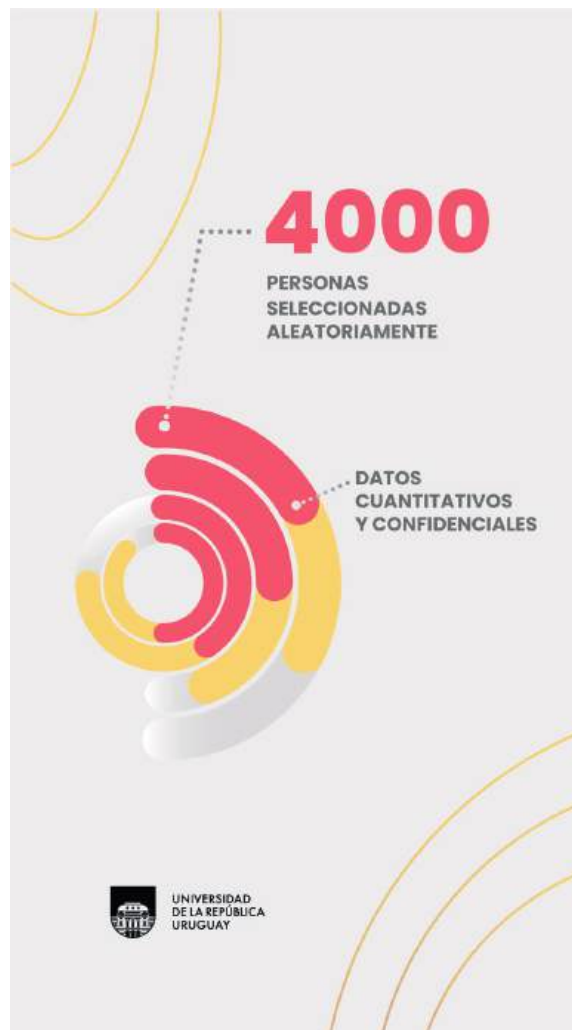 4000
PERSONAS
SELECCIONADAS
ALEATORIAMENTE
DATOS
CUANTITATIVOS
Y CONFIDENCIALES
UNIVERSIDAD
DE LA REPÚBLICA
URUGUAY